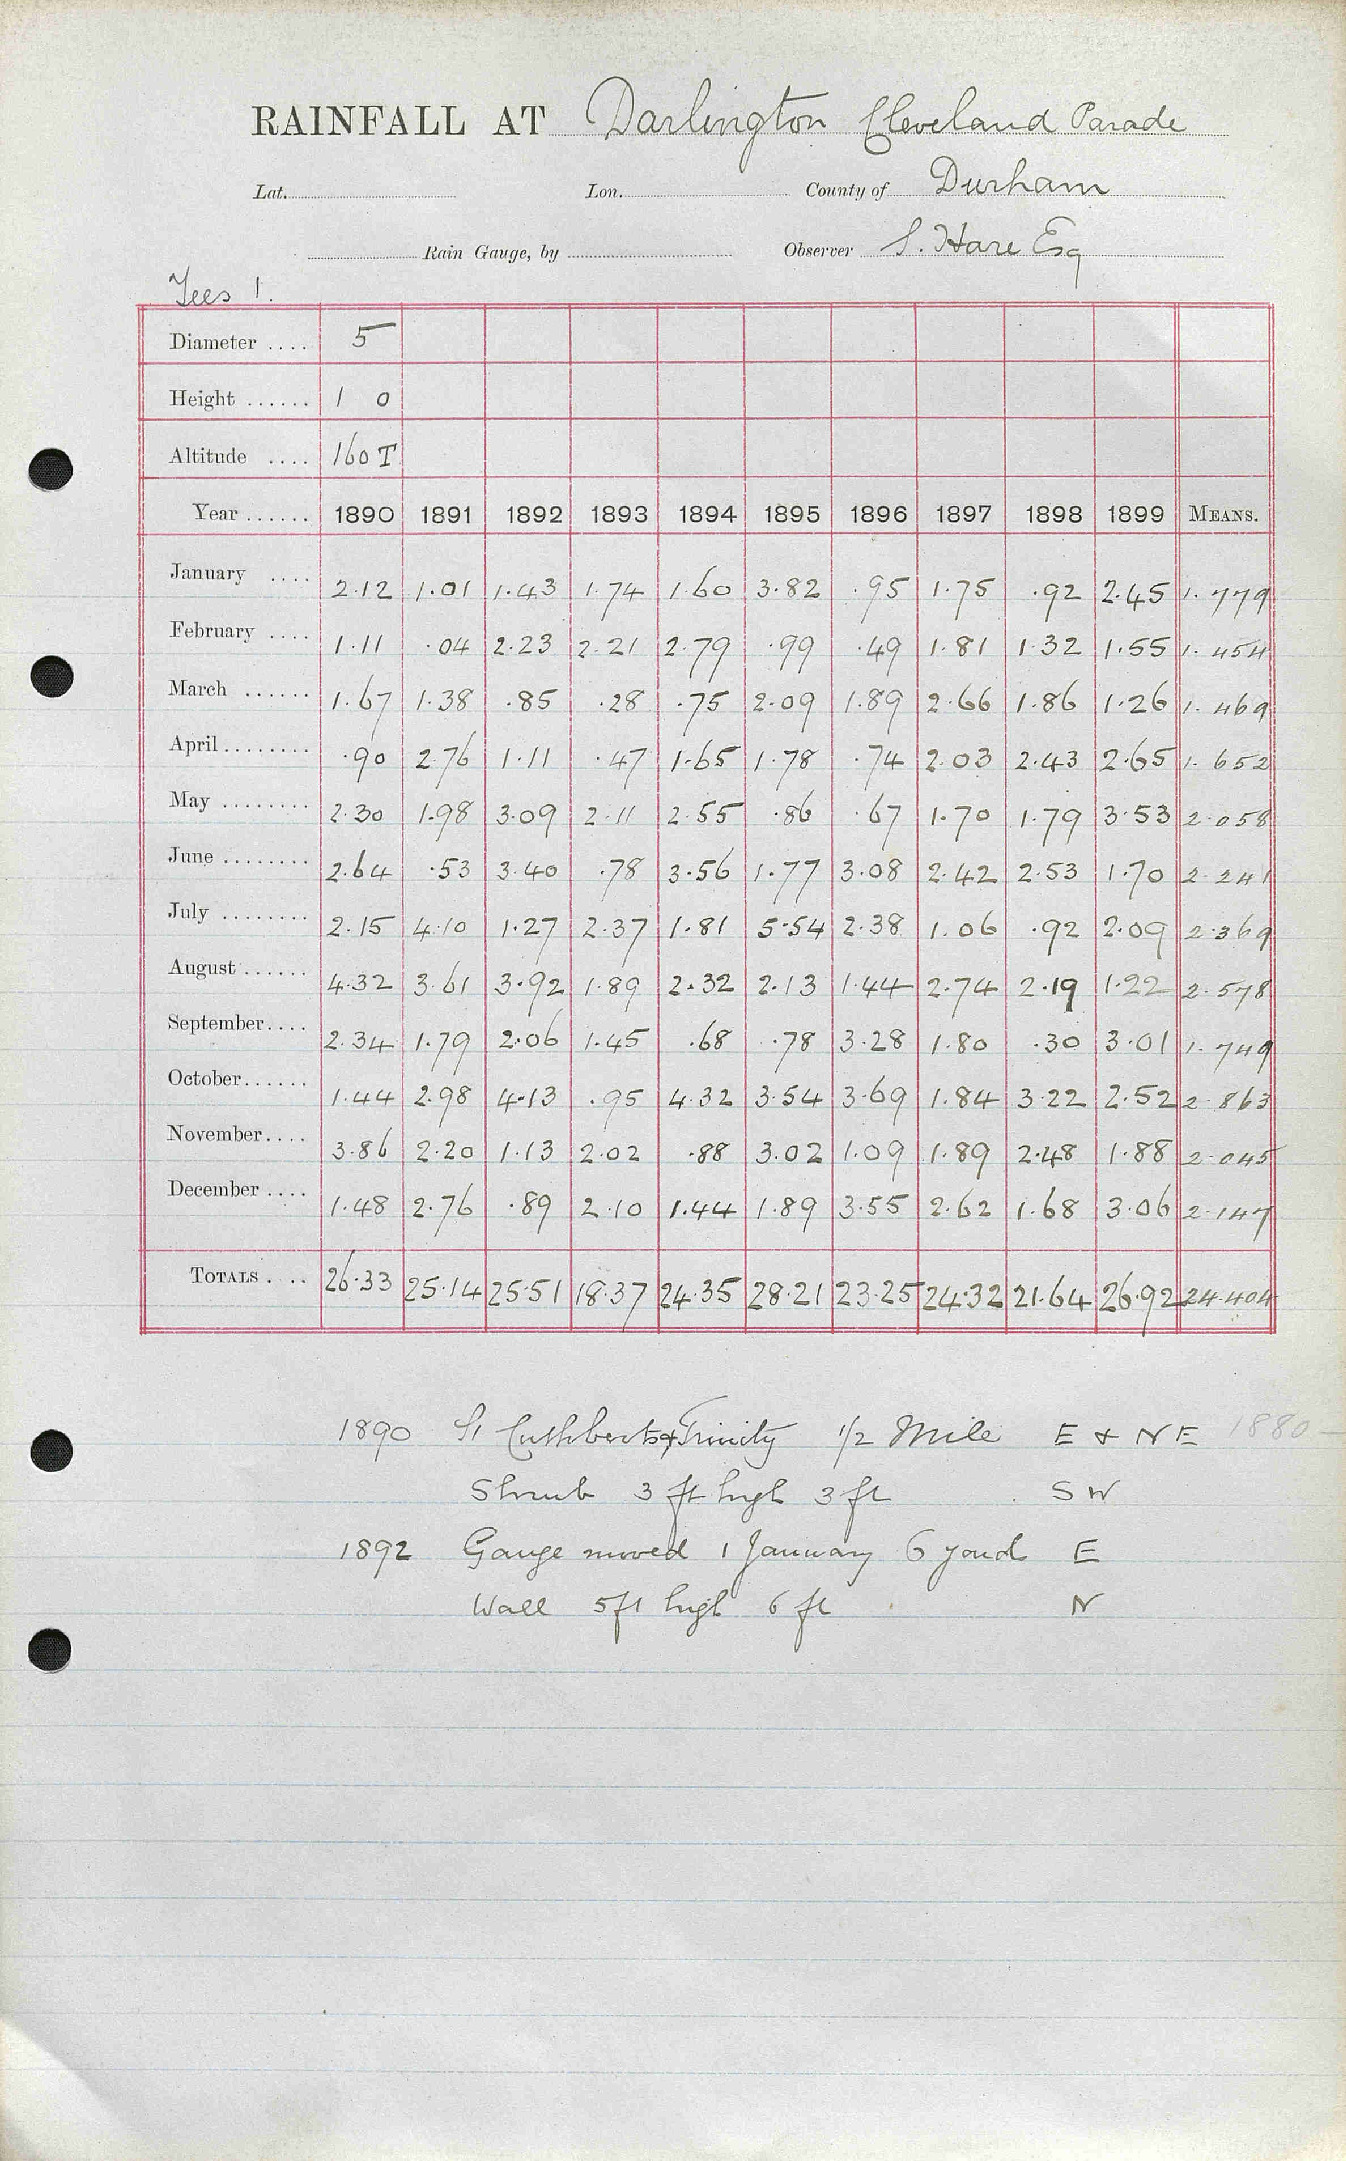 RAINFALL AT Darlington Cleveland Parade
Lat. Lon. County of Durham
Rain Gauge, by Observer S. Hare Esq
Tees 1.
Diameter .... 5
Height ...... 1 0
Altitude .... 160 T
Year ...... 1890 1891 1892 1893 1894 1895 1896 1897 1898 1899 MEANS.
January .... 2.12 1.01 1.43 1.74 1.60 3.82 .95 1.75 .92 2.45 1.779
February .... 1.11 .04 2.23 2.21 2.79 .99 .49 1.81 1.32 1.55 1.454
March ...... 1.67 1.38 .85 .28 .75 2.09 1.89 2.66 1.86 1.26 1.469
April ........ .90 2.76 1.11 .47 1.65 1.78 .74 2.03 2.43 2.65 1.652
May ........ 2.30 1.98 3.09 2.11 2.55 .86 .67 1.70 1.79 3.53 2.058
June ........ 2.64 .53 3.40 .78 3.56 1.77 3.08 2.42 2.53 1.70 2.241
July ........ 2.15 4.10 1.27 2.37 1.81 5.54 2.38 1.06 .92 2.09 2.369
August ...... 4.32 3.61 3.92 1.89 2.32 2.13 1.44 2.74 2.19 1.22 2.578
September.... 2.34 1.79 2.06 1.45 .68 .78 3.28 1.80 .30 3.01 1.749
October...... 1.44 2.98 4.13 .95 4.32 3.54 3.69 1.84 3.22 2.52 2.863
November.... 3.86 2.20 1.13 2.02 .88 3.02 1.09 1.89 2.48 1.88 2.045
December .... 1.48 2.76 .89 2.10 1.44 1.89 3.55 2.62 1.68 3.06 2.147
TOTALS .... 26.33 25.14 25.51 18.37 24.35 28.21 23.25 24.32 21.64 26.92 24.404
1890 St Cuthberts & Trinity 1/2 Mile E & NE 1880 -
Shrub 3 ft high 3 ft SW
1892 Gauge moved 1 January 6 yards E
Wall 5ft high 6 ft N